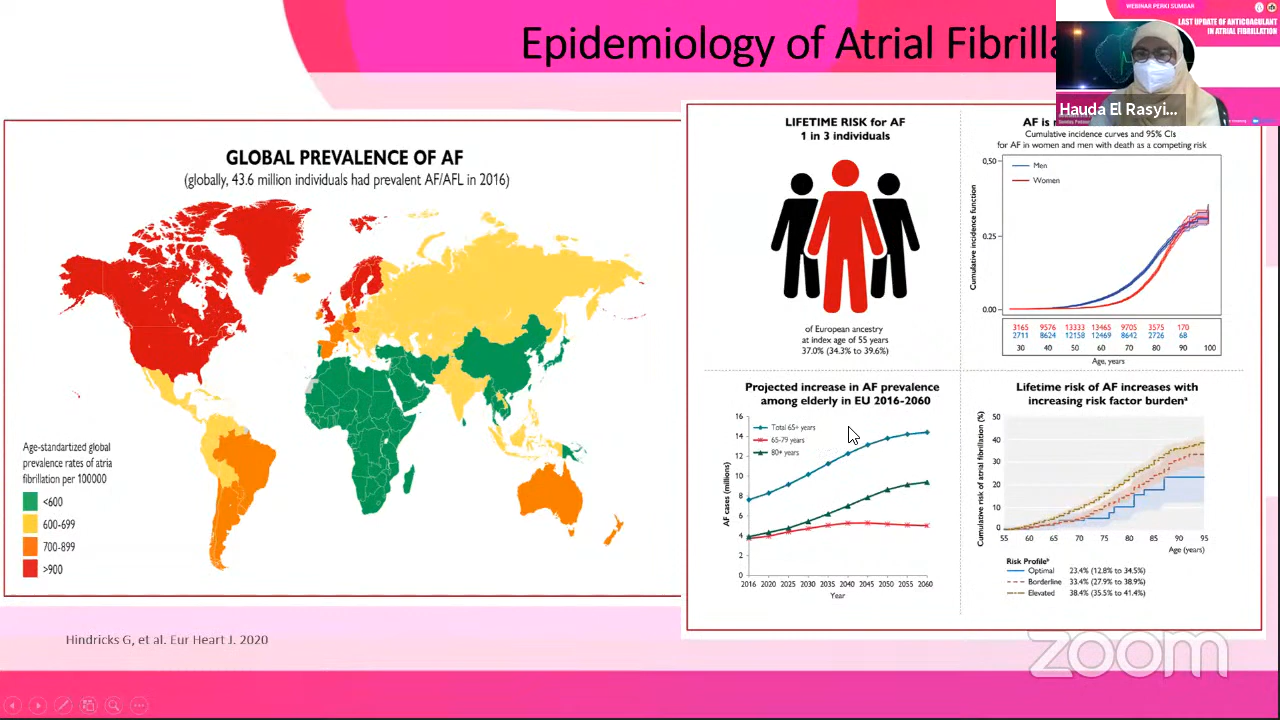 Epidemiology of Atrial Fibrilla
WEBINAR PERKI SUMBAR
LAST UPDATE OF ANTICOAGULANT
IN ATRIAL FIBRILLATION
Hauda El Rasyi...
GLOBAL PREVALENCE OF AF
(globally, 43.6 million individuals had prevalent AF/AFL in 2016)
Age-standartized global
prevalence rates of atria
fibrillation per 100000
<600
600-699
700-899
>900
LIFETIME RISK for AF
1 in 3 individuals
of European ancestry
at index age of 55 years
37.0% (34.3% to 39.6%)
AF is
Cumulative incidence curves and 95% CIs
for AF in women and men with death as a competing risk
Cumulative incidence function
0,50
0.25
0.00
Men
Women
3165 9576 13333 13465 9705 3575 170
2711 8624 12158 12469 8642 2726 68
30 40 50 60 70 80 90 100
Age, years
Projected increase in AF prevalence
among elderly in EU 2016-2060
AF cases (millions)
16
14
12
10
8
6
4
2
0
Total 65+ years
65-79 years
80+ years
2016 2020 2025 2030 2035 2040 2045 2050 2055 2060
Year
Lifetime risk of AF increases with
increasing risk factor burdenª
Cumulative risk of atrial fibrillation (%)
50
40
30
20
10
0
55 60 65 70 75 80 85 90 95
Age (years)
Risk Profileᵇ
Optimal 23.4% (12.8% to 34.5%)
Borderline 33.4% (27.9% to 38.9%)
Elevated 38.4% (35.5% to 41.4%)
Hindricks G, et al. Eur Heart J. 2020
zoom